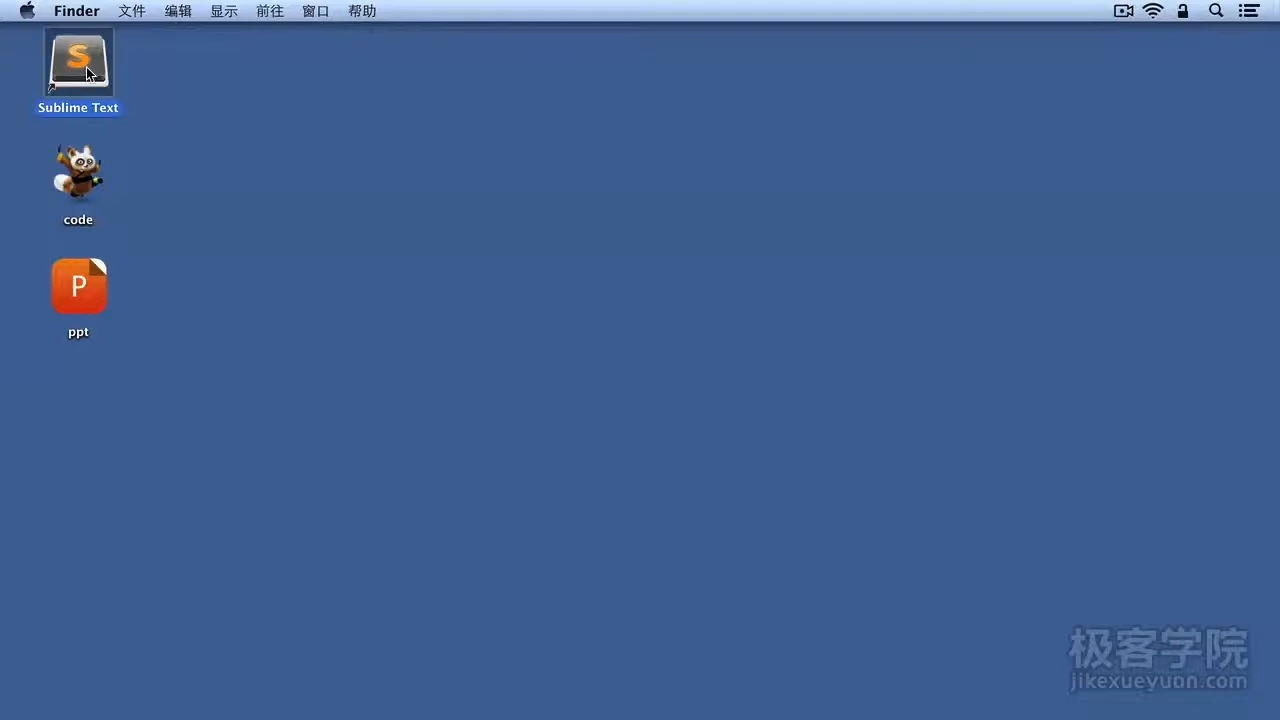 Finder 文件 编辑 显示 前往 窗口 帮助
S
Sublime Text
code
P
ppt
极客学院
jikexueyuan.com